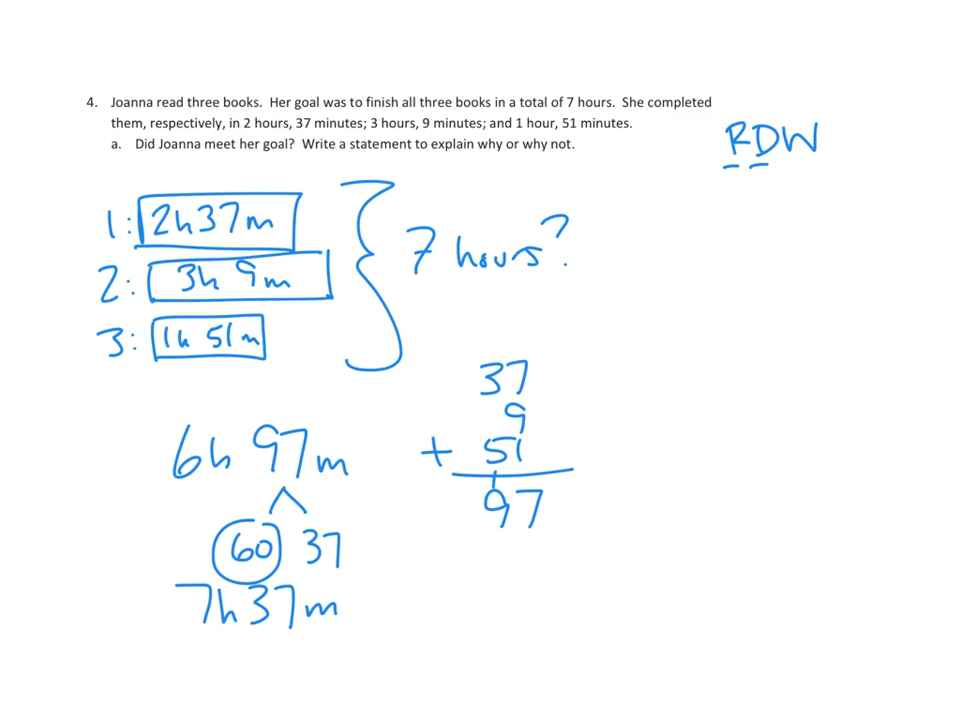 4. Joanna read three books. Her goal was to finish all three books in a total of 7 hours. She completed
them, respectively, in 2 hours, 37 minutes; 3 hours, 9 minutes; and 1 hour, 51 minutes.
a. Did Joanna meet her goal? Write a statement to explain why or why not.
RDW
1: 2h37m
2: 3h 9m
3: 1h 51m
7 hours?
37
9
+ 51
1
97
6h 97m
60 37
7h37m